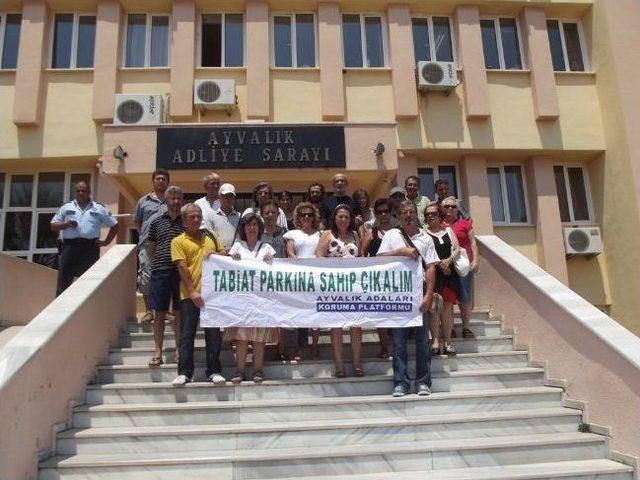 AYVALIK
ADLİYE SARAYI
TABİAT PARKINA SAHİP ÇIKALIM
AYVALIK ADALARI
KORUMA PLATFORMU